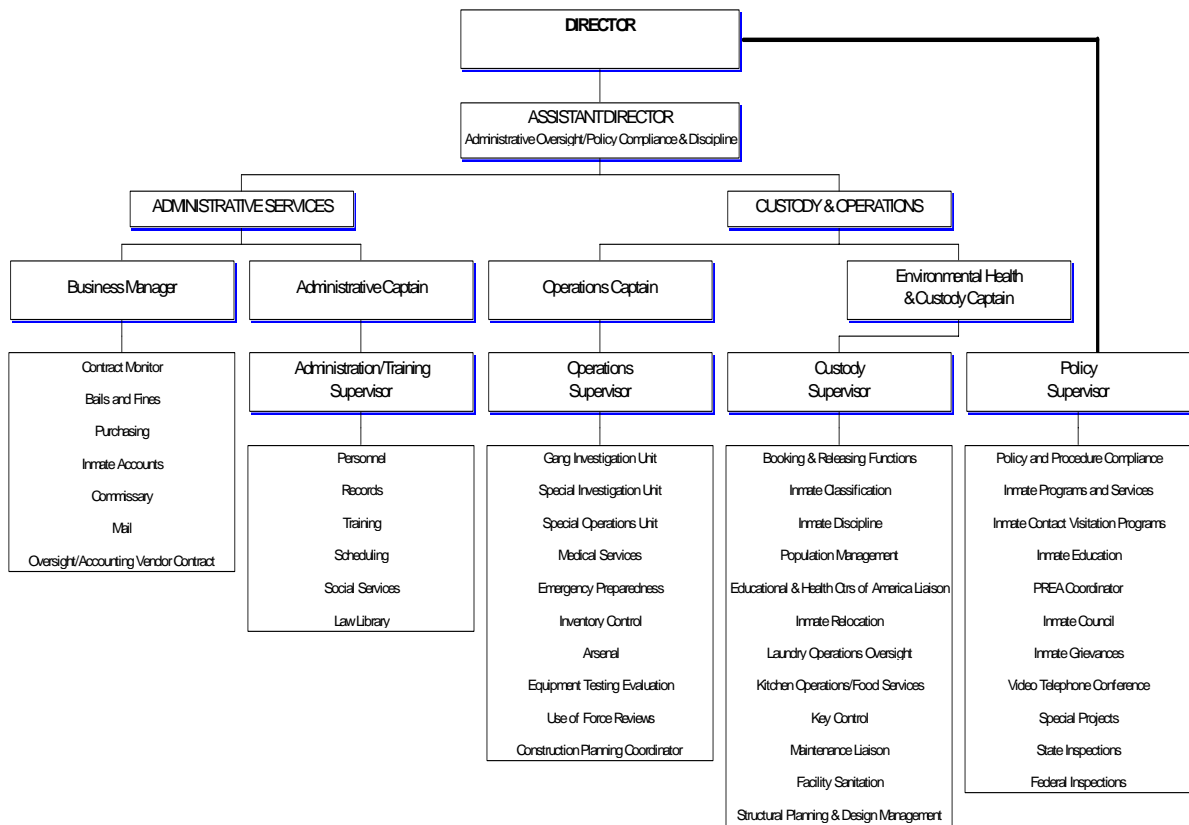 DIRECTOR
ASSISTANT DIRECTOR
Administrative Oversight/Policy Compliance & Discipline
ADMINISTRATIVE SERVICES
CUSTODY & OPERATIONS
Business Manager
Administrative Captain
Operations Captain
Environmental Health
& Custody Captain
Contract Monitor
Bails and Fines
Purchasing
Inmate Accounts
Commissary
Mail
Oversight/Accounting Vendor Contract
Administration/Training
Supervisor
Personnel
Records
Training
Scheduling
Social Services
Law Library
Operations
Supervisor
Gang Investigation Unit
Special Investigation Unit
Special Operations Unit
Medical Services
Emergency Preparedness
Inventory Control
Arsenal
Equipment Testing Evaluation
Use of Force Reviews
Construction Planning Coordinator
Custody
Supervisor
Booking & Releasing Functions
Inmate Classification
Inmate Discipline
Population Management
Educational & Health Ctrs of America Liaison
Inmate Relocation
Laundry Operations Oversight
Kitchen Operations/Food Services
Key Control
Maintenance Liaison
Facility Sanitation
Structural Planning & Design Management
Policy
Supervisor
Policy and Procedure Compliance
Inmate Programs and Services
Inmate Contact Visitation Programs
Inmate Education
PREA Coordinator
Inmate Council
Inmate Grievances
Video Telephone Conference
Special Projects
State Inspections
Federal Inspections